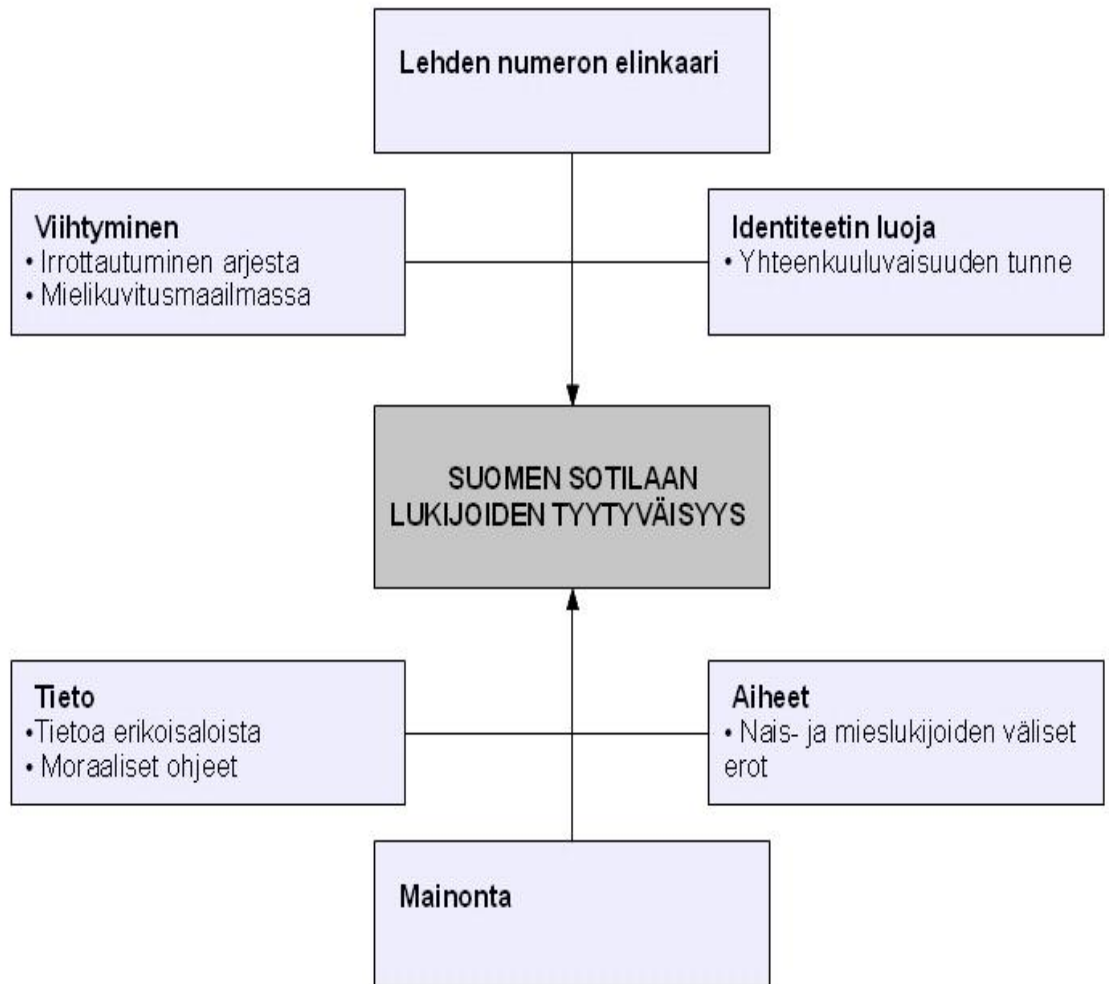 Lehden numeron elinkaari
Viihtyminen
• Irrottautuminen arjesta
• Mielikuvitusmaailmassa
Identiteetin luoja
• Yhteenkuuluvaisuuden tunne
SUOMEN SOTILAAN
LUKIJOIDEN TYYTYVÄISYYS
Tieto
•Tietoa erikoisaloista
• Moraaliset ohjeet
Aiheet
• Nais- ja mieslukijoiden väliset
erot
Mainonta